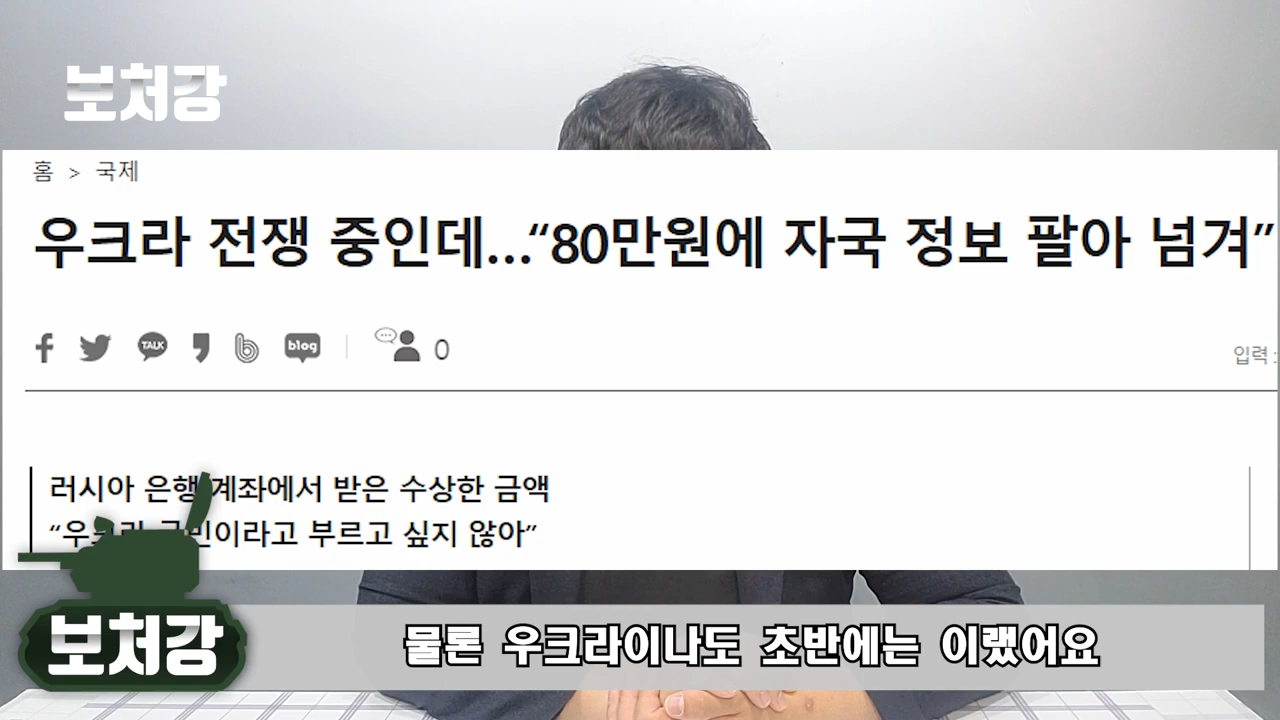 보처강
홈 > 국제
우크라 전쟁 중인데...“80만원에 자국 정보 팔아 넘겨”
TALK
blog
0
입력 :
러시아 은행 계좌에서 받은 수상한 금액
“우크라 국민이라고 부르고 싶지 않아”
보처강
물론 우크라이나도 초반에는 이랬어요